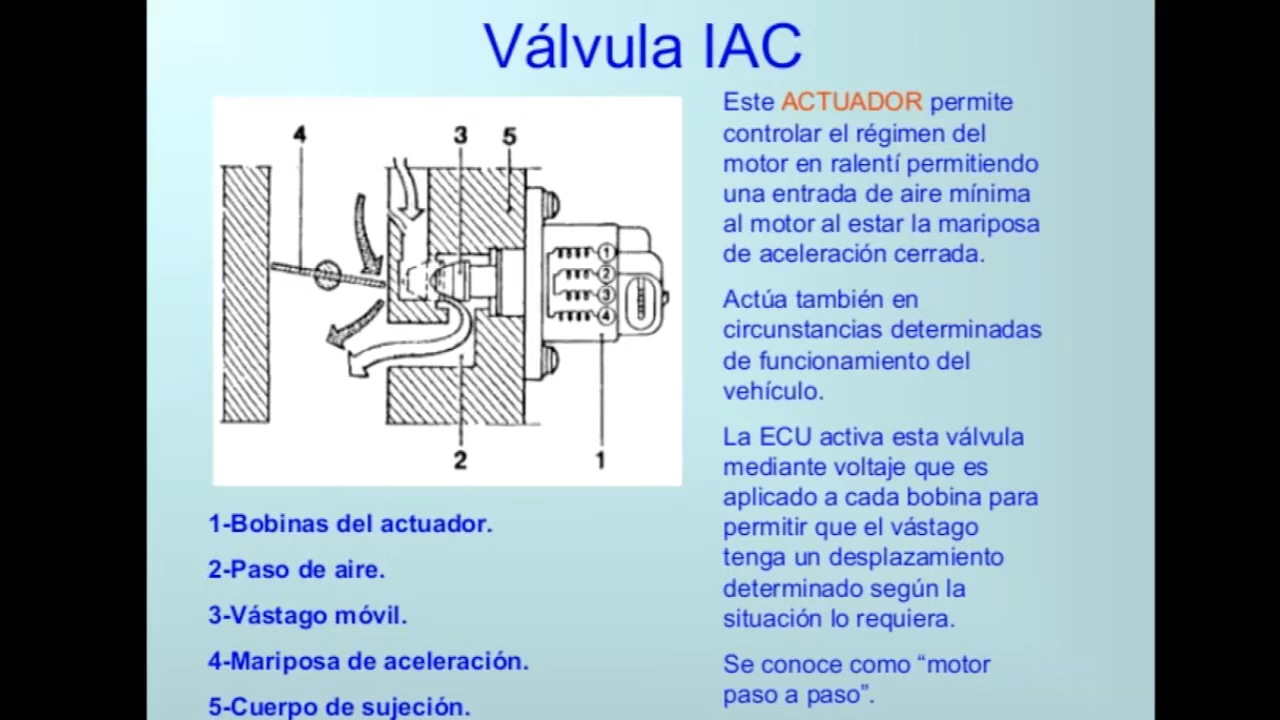 Válvula IAC
4
3
5
1
2
3
4
2
1
1-Bobinas del actuador.
2-Paso de aire.
3-Vástago móvil.
4-Mariposa de aceleración.
5-Cuerpo de sujeción.
Este ACTUADOR permite
controlar el régimen del
motor en ralentí permitiendo
una entrada de aire mínima
al motor al estar la mariposa
de aceleración cerrada.
Actúa también en
circunstancias determinadas
de funcionamiento del
vehículo.
La ECU activa esta válvula
mediante voltaje que es
aplicado a cada bobina para
permitir que el vástago
tenga un desplazamiento
determinado según la
situación lo requiera.
Se conoce como “motor
paso a paso”.